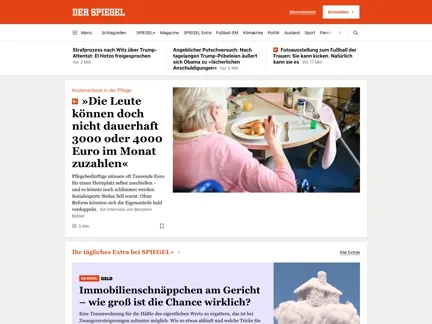 DER SPIEGEL
Abonnement
Anmelden
Menü Schlagzeilen SPIEGEL+ Magazine SPIEGEL Extra Fußball-EM Klimakrise Politik Ausland Sport
Strafprozess nach Witz über Trump-
Attentat: El Hotzo freigesprochen
Vor 2 Min
Angeblicher Putschversuch: Nach
tagelangen Trump-Pöbeleien äußert
sich Obama zu »lächerlichen
Anschuldigungen« Vor 5 Min
Fotoausstellung zum Fußball der
Frauen: Sie kann kicken. Natürlich
kann sie es Vor 17 Min
Kostenschock in der Pflege
»Die Leute
können doch
nicht dauerhaft
3000 oder 4000
Euro im Monat
zuzahlen«
Pflegebedürftige müssen oft Tausende Euro
für einen Heimplatz selbst zuschießen –
und es könnte noch schlimmer werden.
Sozialexperte Stefan Sell warnt: Ohne
Reform könnten sich die Eigenanteile bald
verdoppeln. Ein Interview von Benjamin
Bidder
5 Min
Ihr tägliches Extra bei SPIEGEL+
Alle Extras
DER SPIEGEL GELD
Immobilienschnäppchen am Gericht
– wie groß ist die Chance wirklich?
Eine Traumwohnung für die Hälfte des eigentlichen Wertes zu ergattern, das ist bei
Zwangsversteigerungen mitunter möglich. Wie so etwas abläuft und welche Tricks Sie